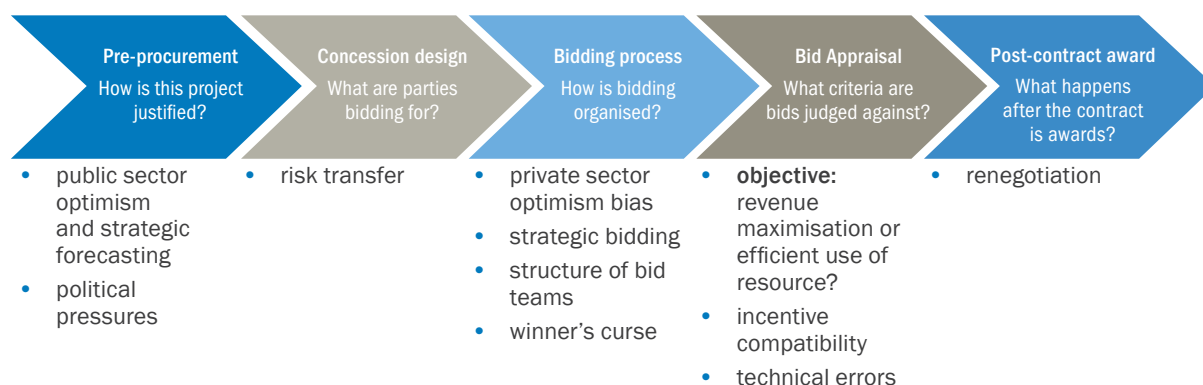 Pre-procurement
How is this project
justified?
Concession design
What are parties
bidding for?
Bidding process
How is bidding
organised?
Bid Appraisal
What criteria are
bids judged against?
Post-contract award
What happens
after the contract
is awards?
• public sector
optimism
and strategic
forecasting
• political
pressures
• risk transfer
• private sector
optimism bias
• strategic bidding
• structure of bid
teams
• winner's curse
• objective:
revenue
maximisation or
efficient use of
resource?
• incentive
compatibility
• technical errors
• renegotiation